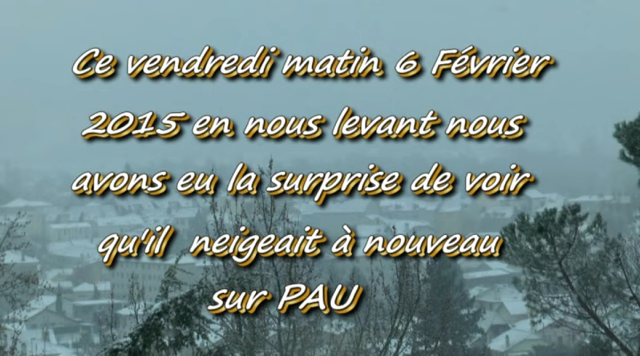 Ce vendredi matin 6 Février
2015 en nous levant nous
avons eu la surprise de voir
qu'il neigeait à nouveau
sur PAU